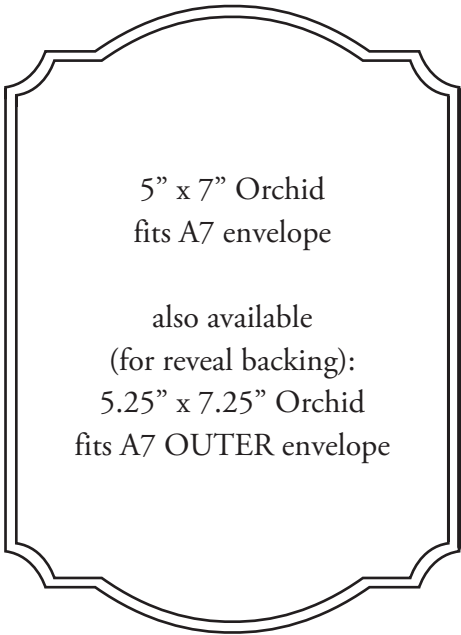 5” x 7” Orchid
fits A7 envelope
also available
(for reveal backing):
5.25” x 7.25” Orchid
fits A7 OUTER envelope